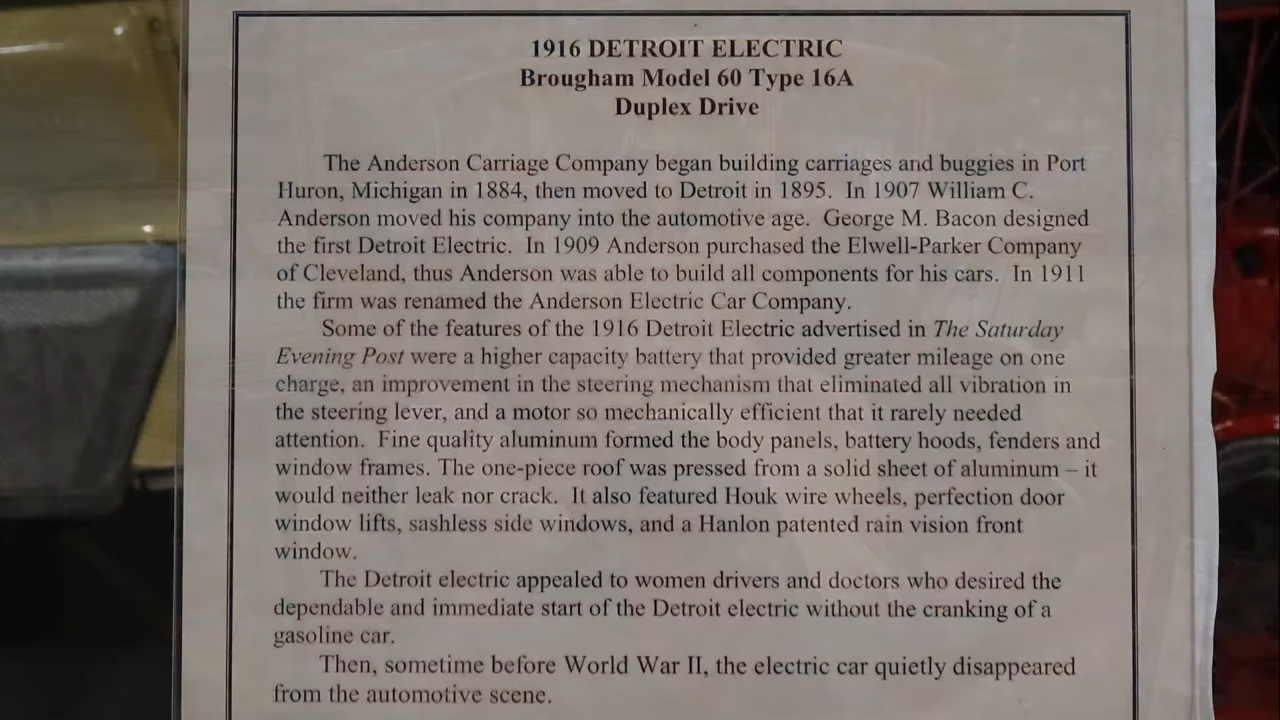 1916 DETROIT ELECTRIC
Brougham Model 60 Type 16A
Duplex Drive
The Anderson Carriage Company began building carriages and buggies in Port
Huron, Michigan in 1884, then moved to Detroit in 1895.  In 1907 William C.
Anderson moved his company into the automotive age.  George M. Bacon designed
the first Detroit Electric.  In 1909 Anderson purchased the Elwell-Parker Company
of Cleveland, thus Anderson was able to build all components for his cars.  In 1911
the firm was renamed the Anderson Electric Car Company.
Some of the features of the 1916 Detroit Electric advertised in The Saturday
Evening Post were a higher capacity battery that provided greater mileage on one
charge, an improvement in the steering mechanism that eliminated all vibration in
the steering lever, and a motor so mechanically efficient that it rarely needed
attention.  Fine quality aluminum formed the body panels, battery hoods, fenders and
window frames. The one-piece roof was pressed from a solid sheet of aluminum – it
would neither leak nor crack.  It also featured Houk wire wheels, perfection door
window lifts, sashless side windows, and a Hanlon patented rain vision front
window.
The Detroit electric appealed to women drivers and doctors who desired the
dependable and immediate start of the Detroit electric without the cranking of a
gasoline car.
Then, sometime before World War II, the electric car quietly disappeared
from the automotive scene.